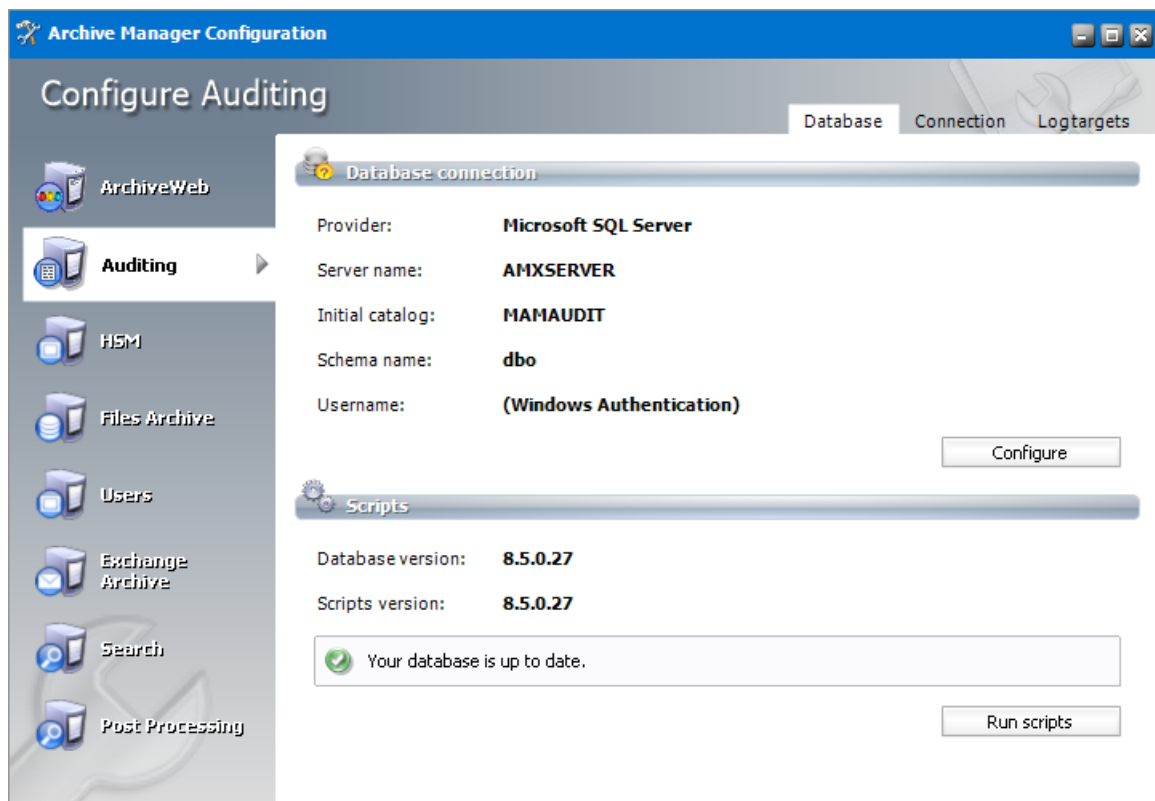 Archive Manager Configuration
Configure Auditing
Database Connection Logtargets
ArchiveWeb
Auditing
HSM
Files Archive
Users
Exchange
Archive
Search
Post Processing
Database connection
Provider: Microsoft SQL Server
Server name: AMXSERVER
Initial catalog: MAMAUDIT
Schema name: dbo
Username: (Windows Authentication)
Configure
Scripts
Database version: 8.5.0.27
Scripts version: 8.5.0.27
Your database is up to date.
Run scripts